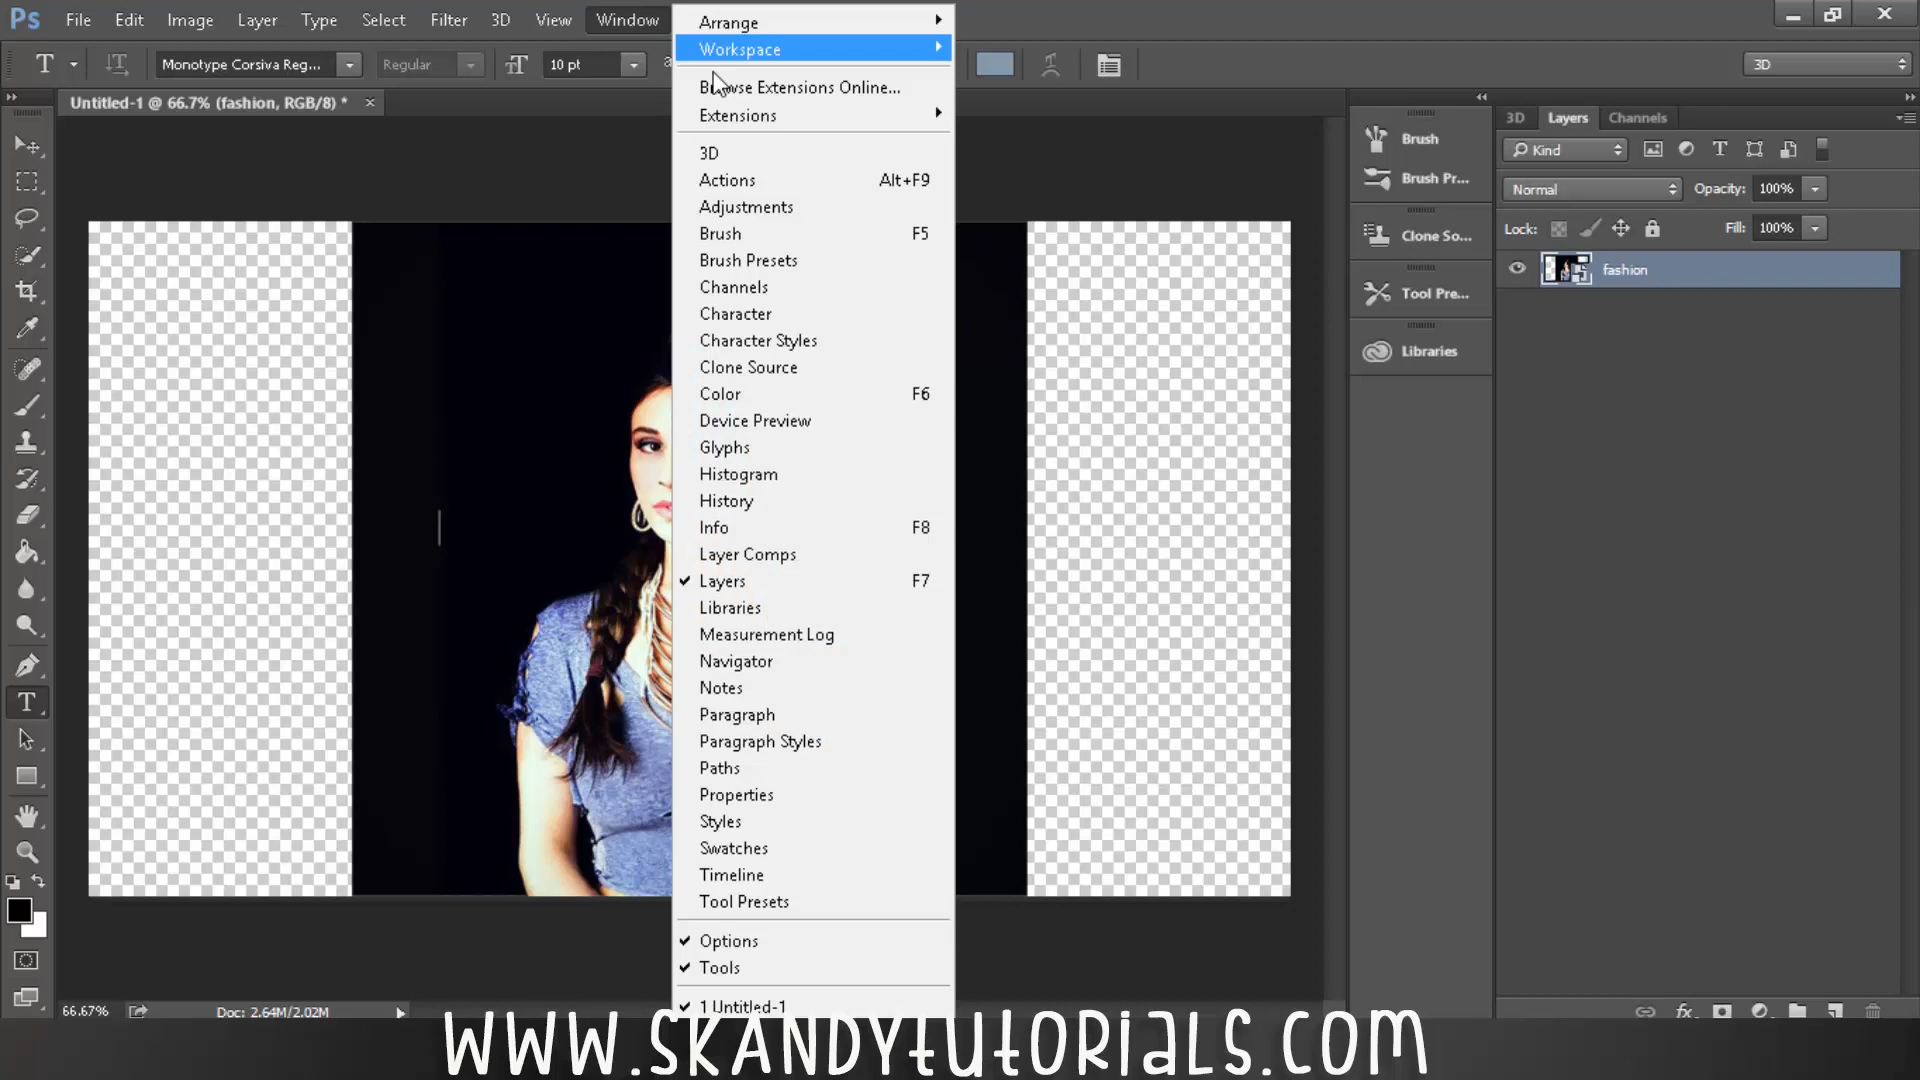 Ps File Edit Image Layer Type Select Filter 3D View Window
T Monotype Corsiva Reg... Regular 10 pt 3D
Untitled-1 @ 66.7% (fashion, RGB/8) *
Arrange
Workspace
Browse Extensions Online...
Extensions
3D
Actions Alt+F9
Adjustments
Brush F5
Brush Presets
Channels
Character
Character Styles
Clone Source
Color F6
Device Preview
Glyphs
Histogram
History
Info F8
Layer Comps
Layers F7
Libraries
Measurement Log
Navigator
Notes
Paragraph
Paragraph Styles
Paths
Properties
Styles
Swatches
Timeline
Tool Presets
Options
Tools
1 Untitled-1
Brush
Brush Pr...
Clone So...
Tool Pre...
Libraries
3D Layers Channels
Kind
Normal Opacity: 100%
Lock: Fill: 100%
fashion
66.67% Doc: 2.64M/2.02M
www.SKANDYtutorials.com